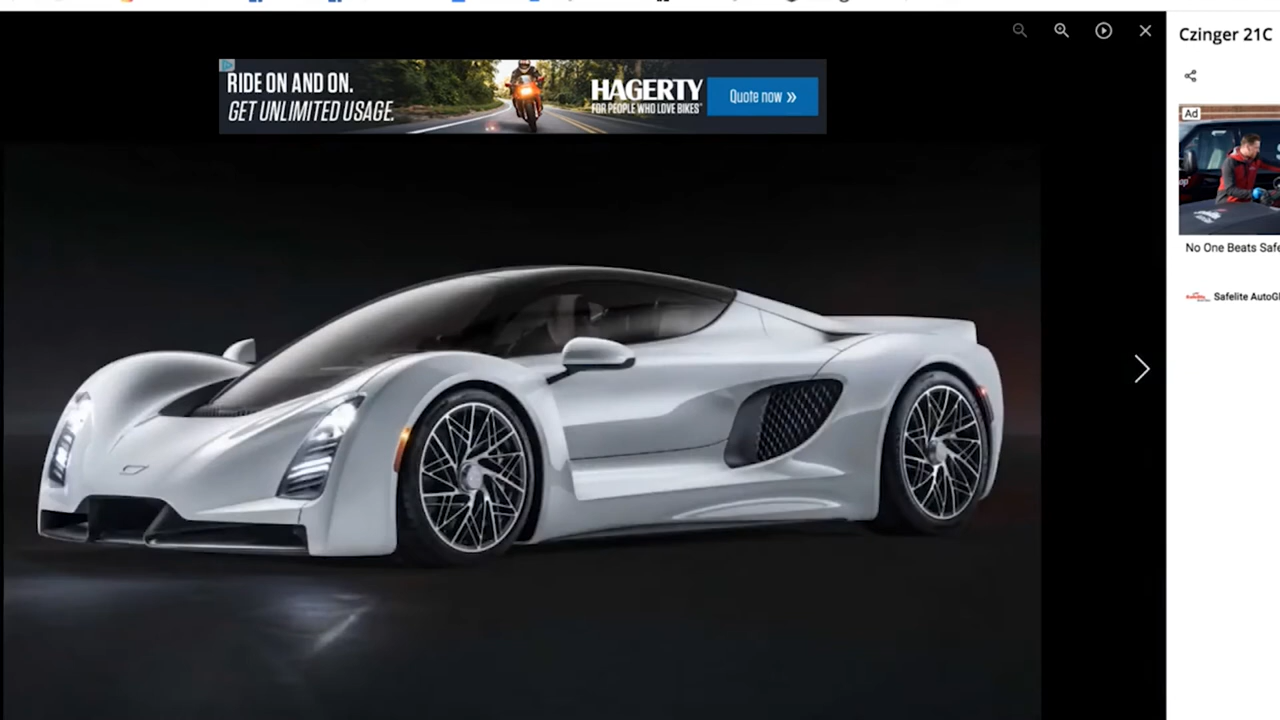 Czinger 21C
RIDE ON AND ON.
GET UNLIMITED USAGE.
HAGERTY
FOR PEOPLE WHO LOVE BIKES
Quote now »
Ad
No One Beats Safe
Safelite AutoGl